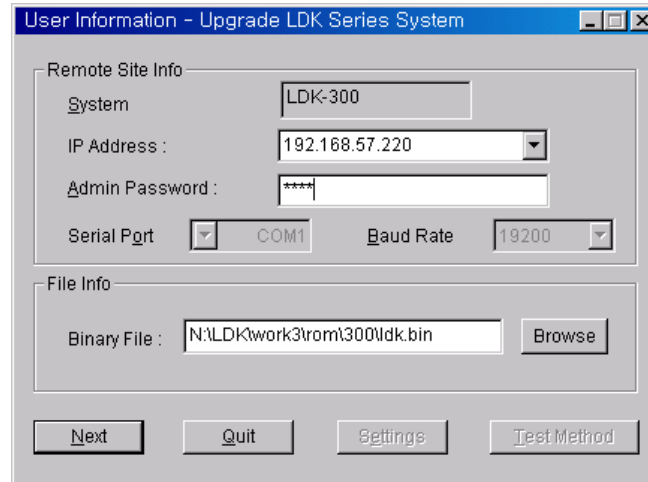 User Information - Upgrade LDK Series System
Remote Site Info
System
LDK-300
IP Address :
192.168.57.220
Admin Password :
****
Serial Port
COM1
Baud Rate
19200
File Info
Binary File :
N:\LDK\work3\rom\300\ldk.bin
Browse
Next
Quit
Settings
Test Method